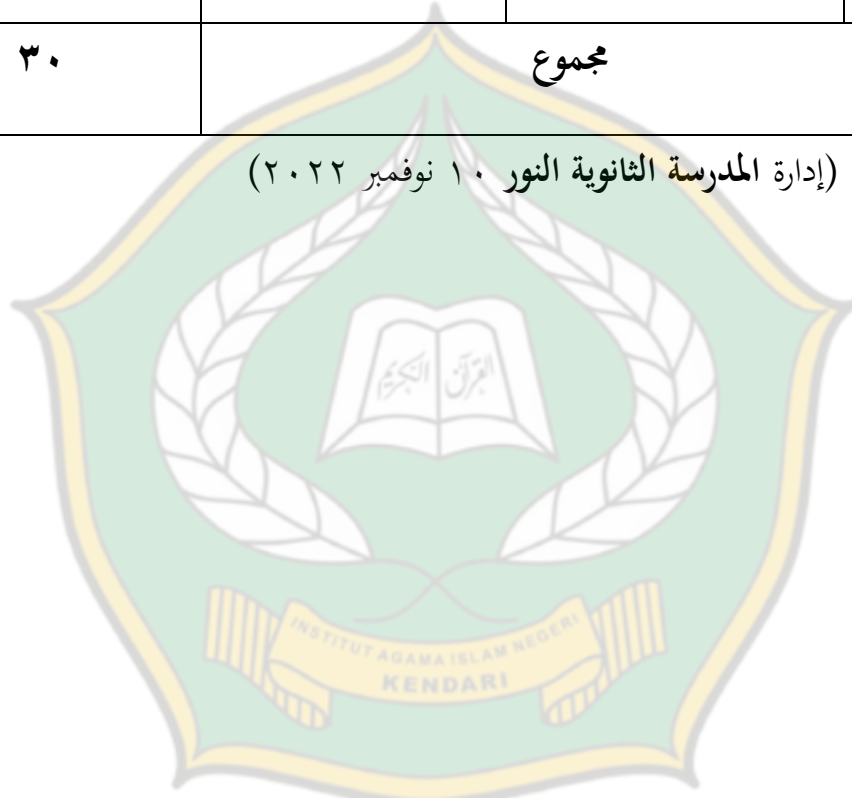 مجموع ٣٠
(إدارة المدرسة الثانوية النور ١٠ نوفمبر ٢٠٢٢)
القرآن الكريم
INSTITUT AGAMA ISLAM NEGERI
KENDARI